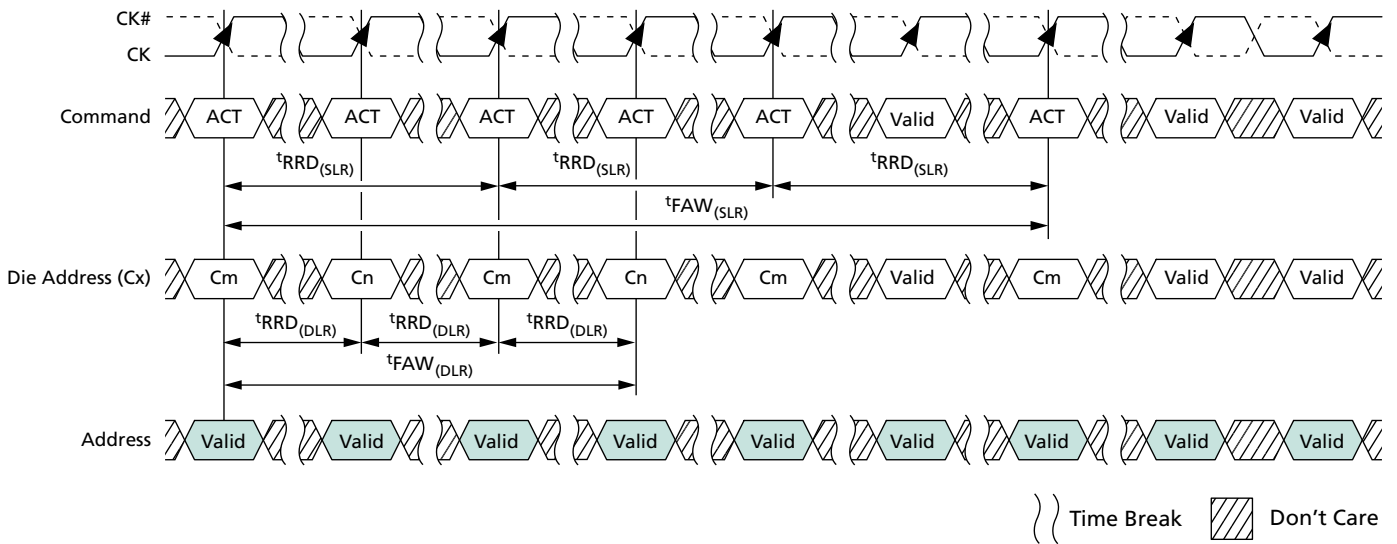 CK#
CK
Command ACT ACT ACT ACT ACT Valid ACT Valid Valid
tRRD(SLR) tRRD(SLR) tRRD(SLR)
tFAW(SLR)
Die Address (Cx) Cm Cn Cm Cn Cm Valid Cm Valid Valid
tRRD(DLR) tRRD(DLR) tRRD(DLR)
tFAW(DLR)
Address Valid Valid Valid Valid Valid Valid Valid Valid Valid
Time Break Don't Care